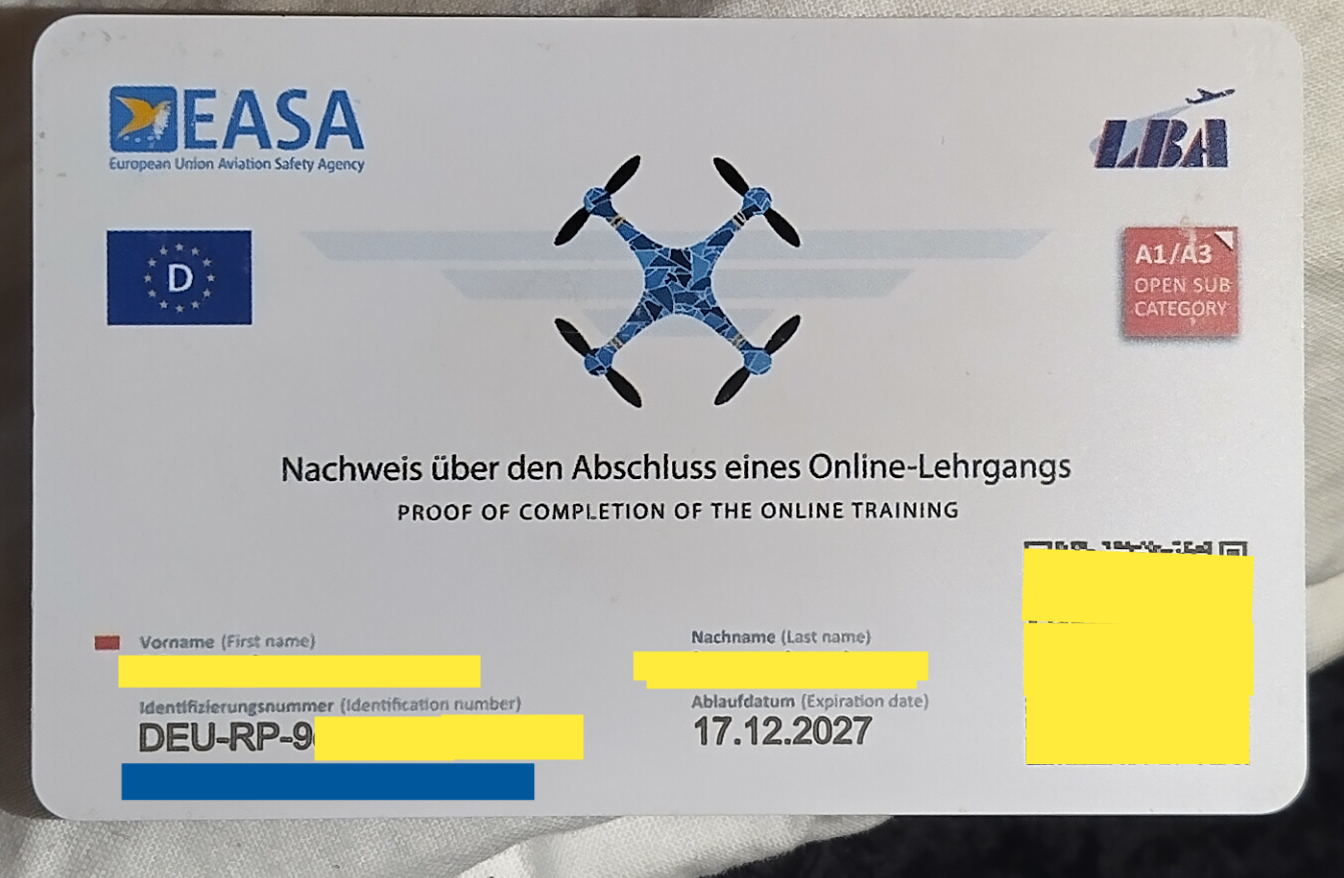 EASA
European Union Aviation Safety Agency
LBA
D
A1/A3
OPEN SUB
CATEGORY
Nachweis über den Abschluss eines Online-Lehrgangs
PROOF OF COMPLETION OF THE ONLINE TRAINING
Vorname (First name)
Nachname (Last name)
Identifizierungsnummer (Identification number)
DEU-RP-9
Ablaufdatum (Expiration date)
17.12.2027